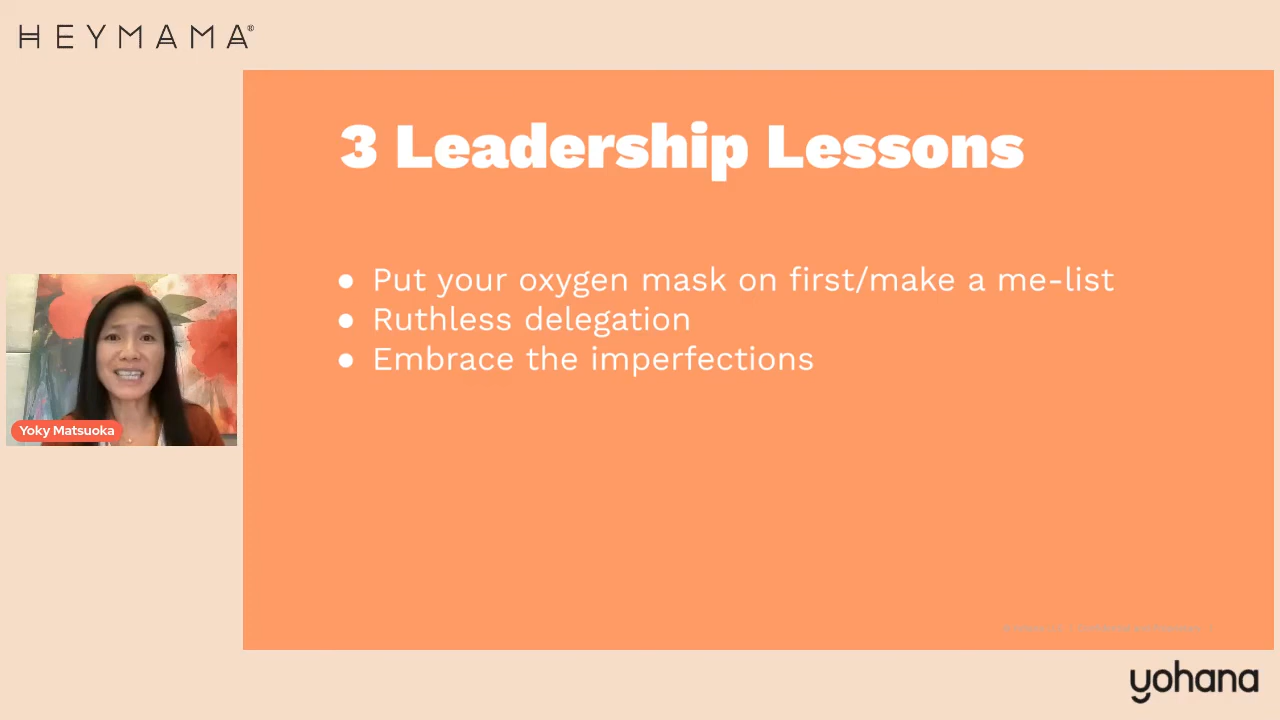 HEYMAMA®
3 Leadership Lessons
● Put your oxygen mask on first/make a me-list
● Ruthless delegation
● Embrace the imperfections
Yoky Matsuoka
yohana